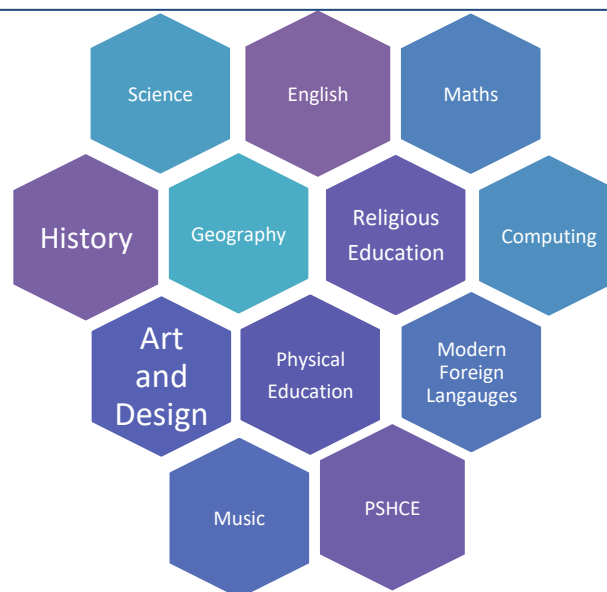 Science
English
Maths
History
Geography
Religious
Education
Computing
Art
and
Design
Physical
Education
Modern
Foreign
Langauges
Music
PSHCE